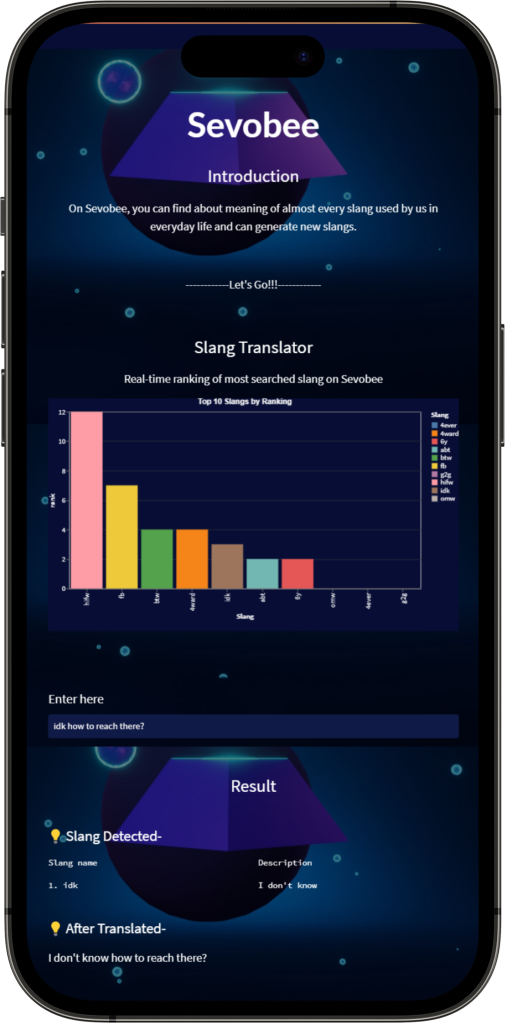 Sevobee
Introduction
On Sevobee, you can find about meaning of almost every slang used by us in
everyday life and can generate new slangs.
------------Let's Go!!!------------
Slang Translator
Real-time ranking of most searched slang on Sevobee
Top 10 Slangs by Ranking
12
10
8
6
4
2
0
rank
hifw
fb
btw
4ward
idk
abt
6y
omw
4ever
g2g
Slang
Slang
4ever
4ward
6y
abt
btw
fb
g2g
hifw
idk
omw
Enter here
idk how to reach there?
Result
💡Slang Detected-
Slang name Description
1. idk I don't know
💡 After Translated-
I don't know how to reach there?